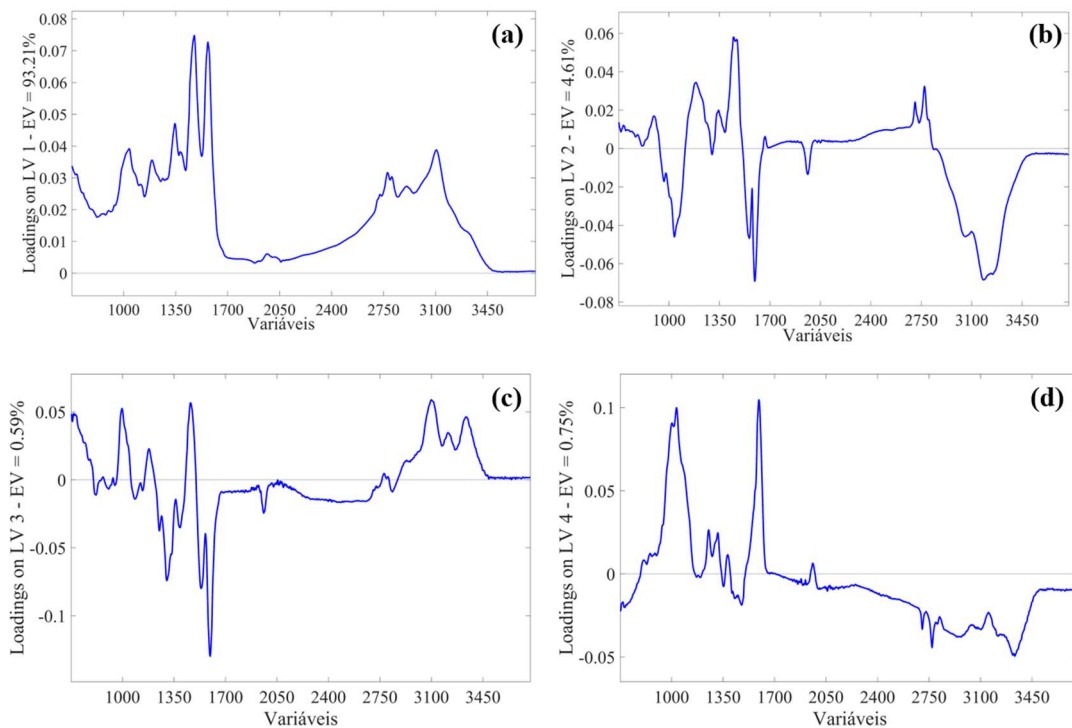 (a)
Loadings on LV 1 - EV = 93.21%
0.08
0.07
0.06
0.05
0.04
0.03
0.02
0.01
0
1000 1350 1700 2050 2400 2750 3100 3450
Variáveis
(b)
Loadings on LV 2 - EV = 4.61%
0.06
0.04
0.02
0
-0.02
-0.04
-0.06
-0.08
1000 1350 1700 2050 2400 2750 3100 3450
Variáveis
(c)
Loadings on LV 3 - EV = 0.59%
0.05
0
-0.05
-0.1
1000 1350 1700 2050 2400 2750 3100 3450
Variáveis
(d)
Loadings on LV 4 - EV = 0.75%
0.1
0.05
0
-0.05
1000 1350 1700 2050 2400 2750 3100 3450
Variáveis